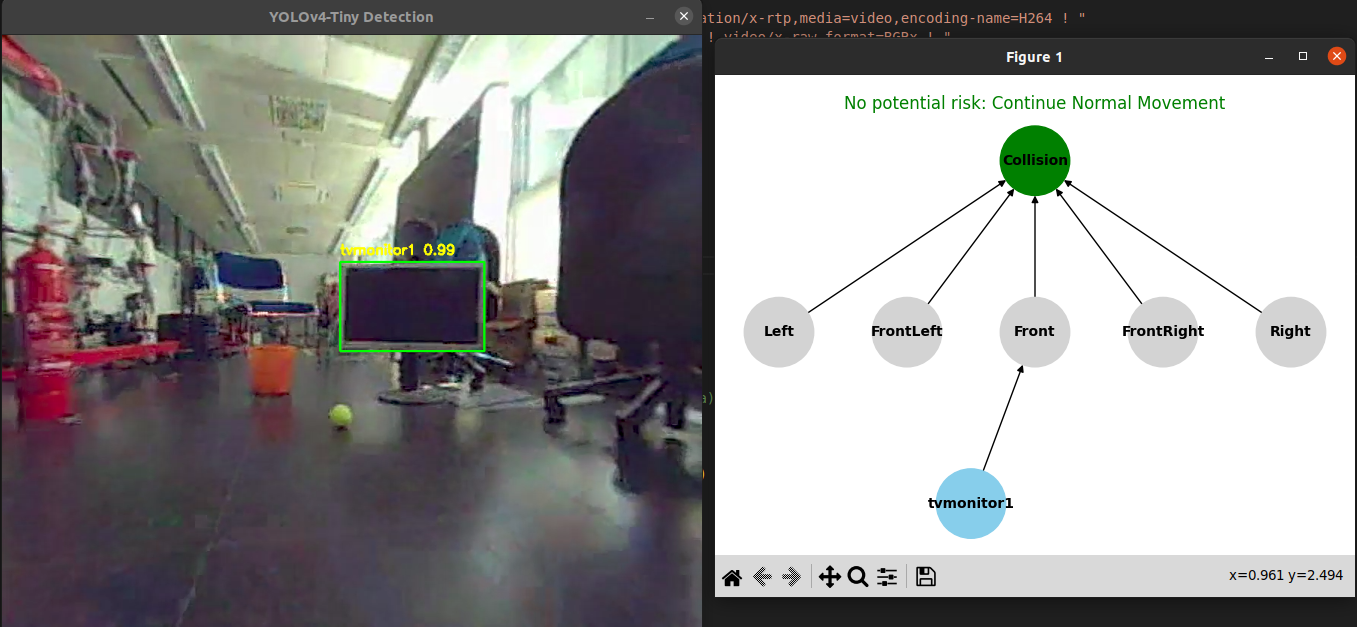 YOLOv4-Tiny Detection
ation/x-rtp,media=video,encoding-name=H264 ! "
! video/x-raw,format=BGRx ! "
Figure 1
No potential risk: Continue Normal Movement
Collision
tvmonitor1 0.99
Left
FrontLeft
Front
FrontRight
Right
a)
)
tvmonitor1
x=0.961 y=2.494